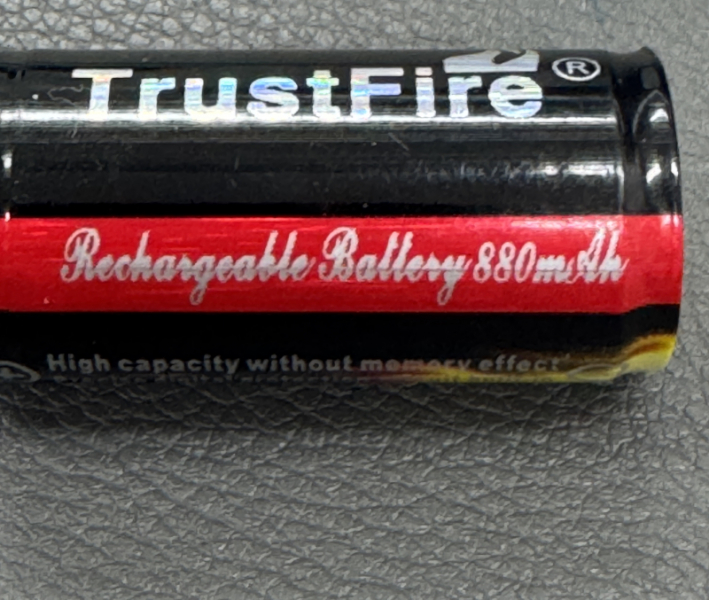 TrustFire®
Rechargeable Battery 880mAh
High capacity without memory effect